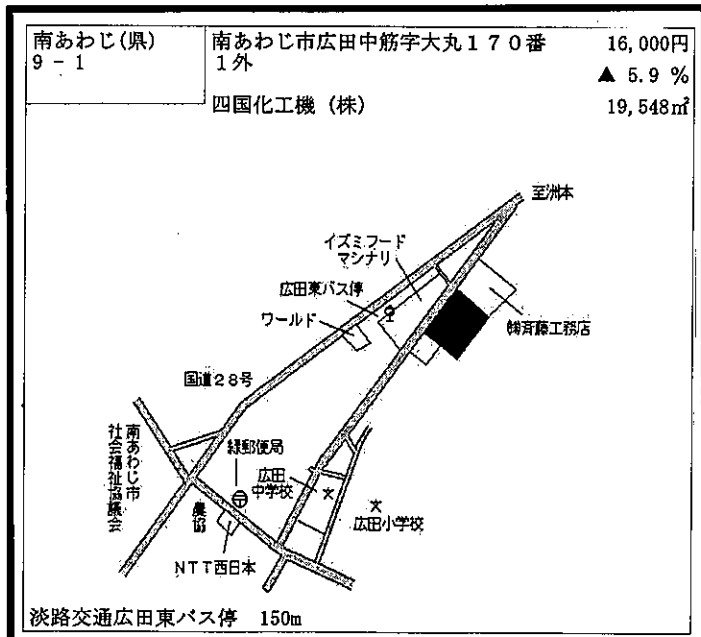 南あわじ(県)
9 - 1
南あわじ市広田中筋字大丸170番
1外
四国化工機 (株)
16,000円
▲ 5.9 %
19,548㎡
至洲本
イズミフード
マシナリ
広田東バス停
ワールド
㈱斉藤工務店
国道28号
南あわじ市
社会福祉協議会
緑郵便局
農協
NTT西日本
広田
中学校
広田小学校
淡路交通広田東バス停 150m